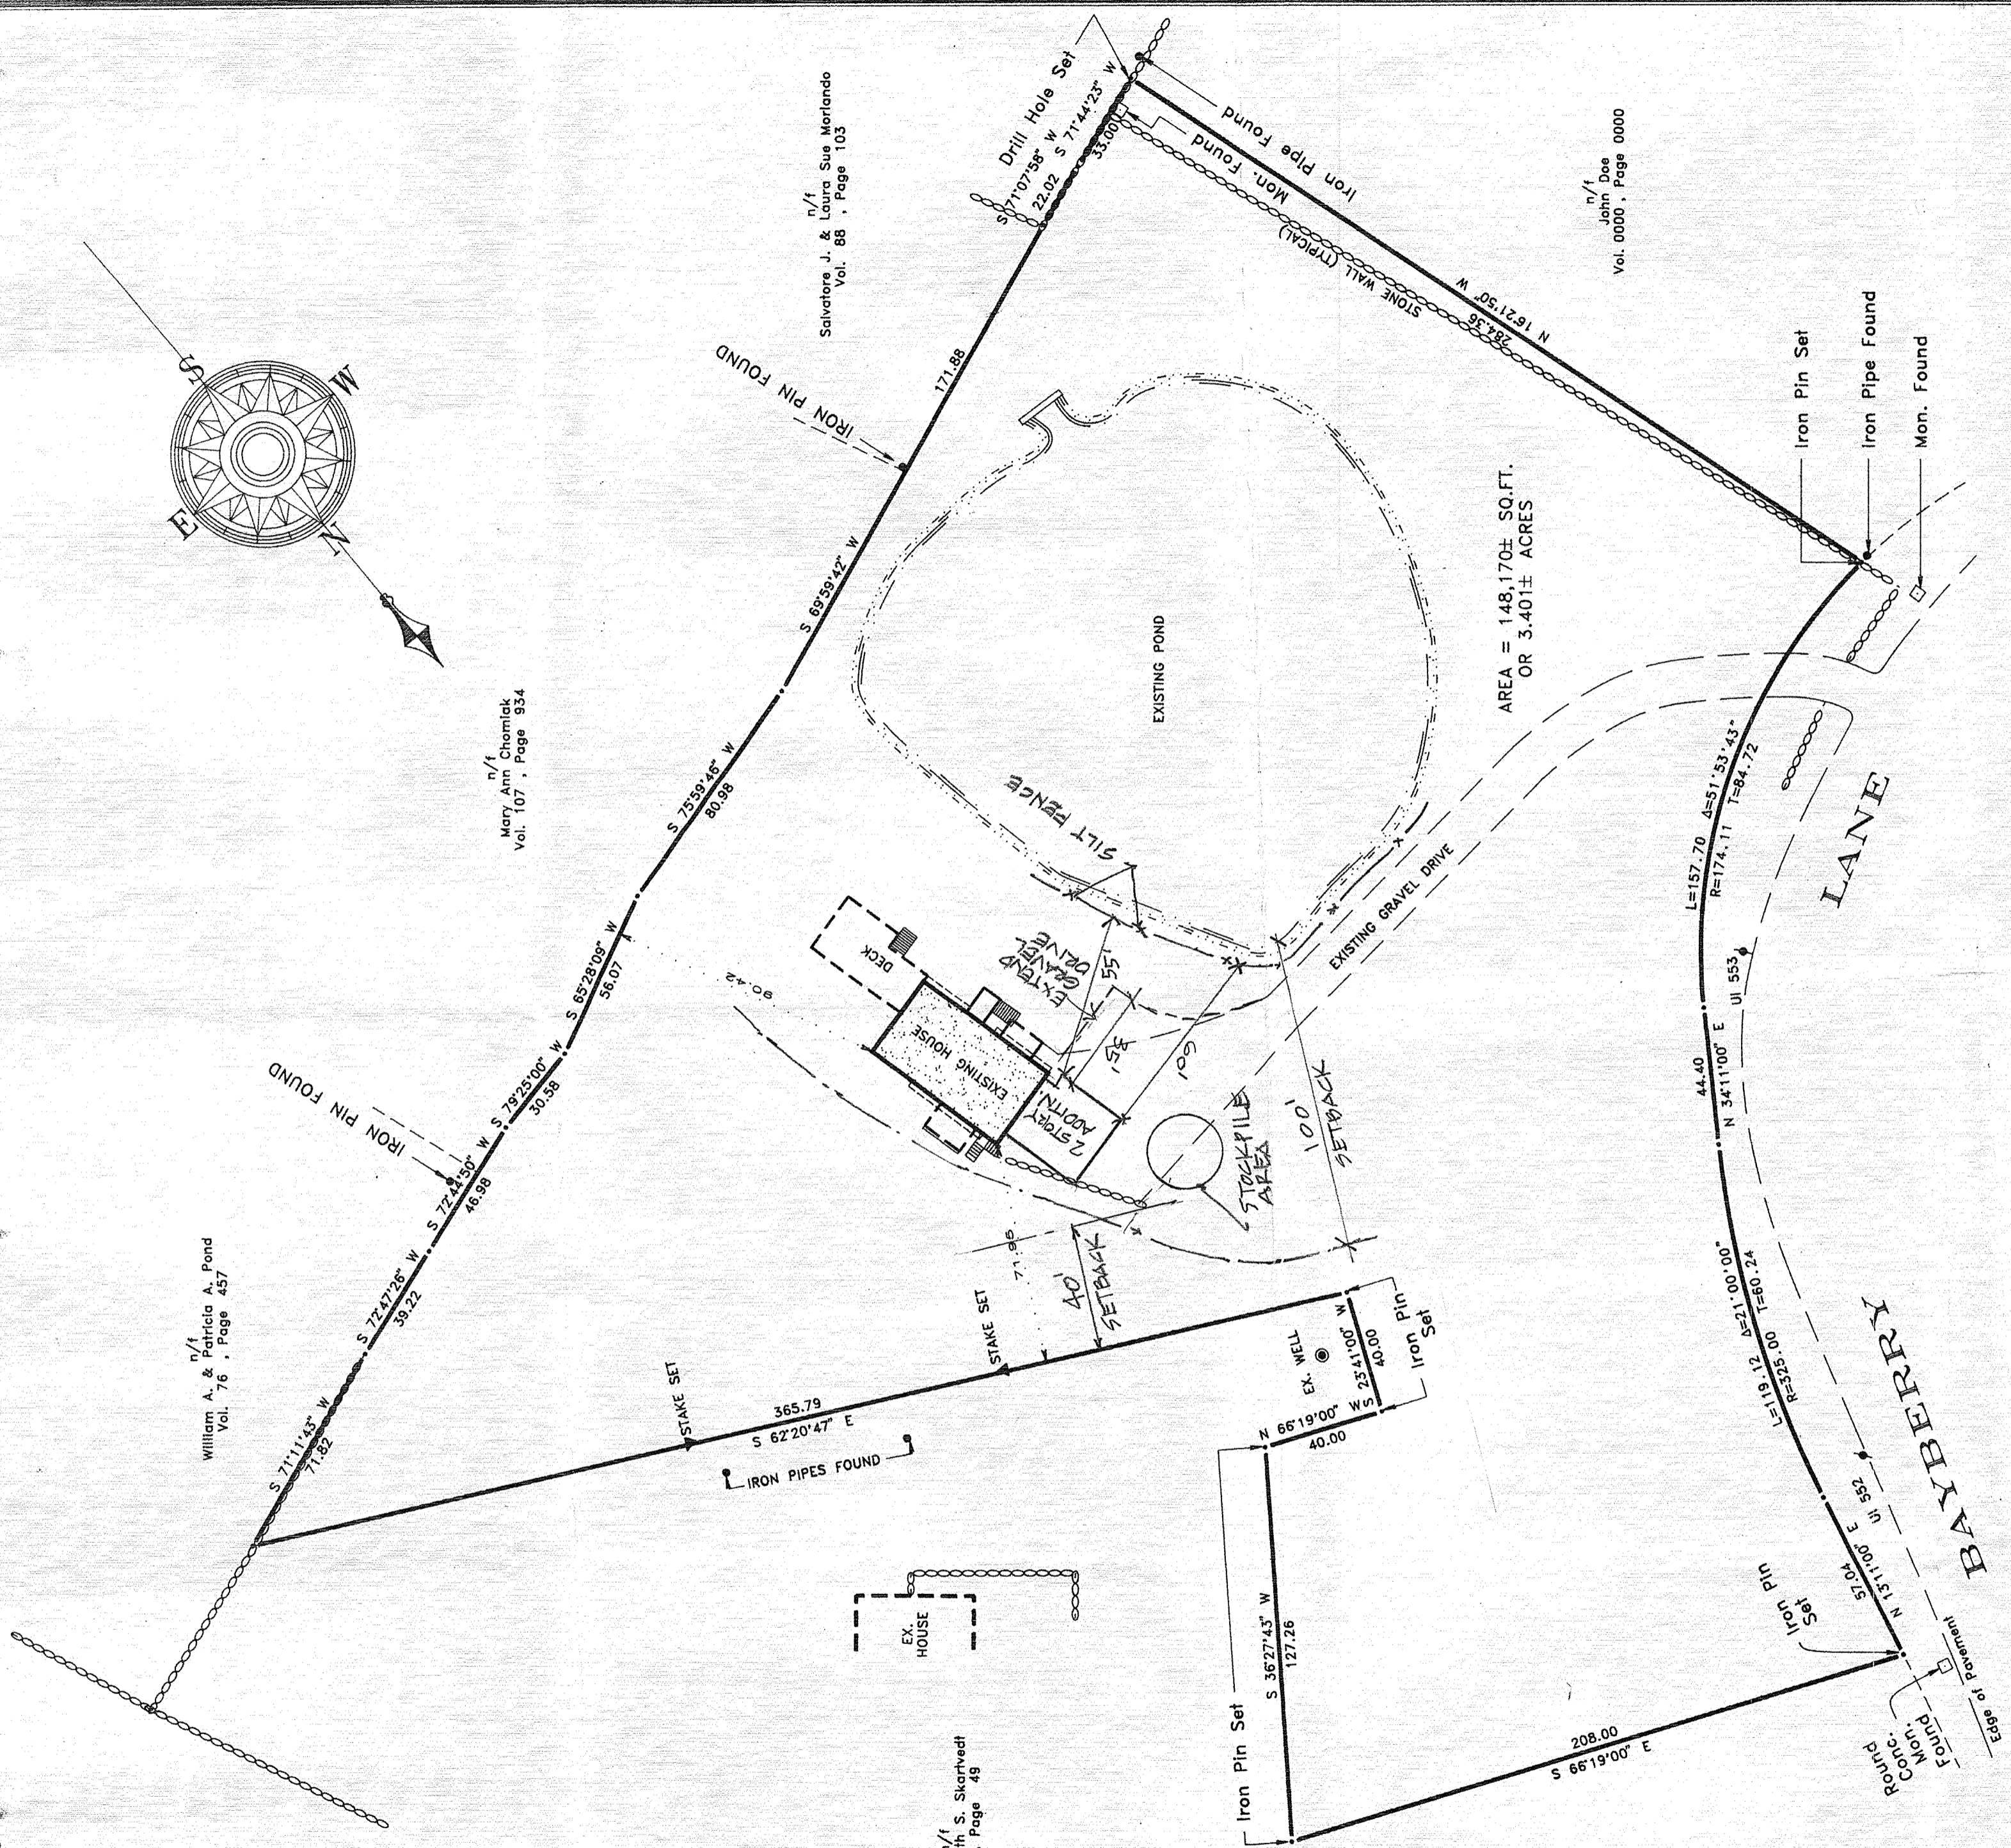 S
W
E
N
n/f
Salvatore J. & Laura Sue Morlando
Vol. 88 , Page 103
Drill Hole Set
S 71°07'58" W
22.02
S 71°44'23" W
33.00
Mon. Found
Iron Pipe Found
STONE WALL (TYPICAL)
N 16°21'50" W
284.36
n/f
John Doe
Vol. 0000 , Page 0000
Iron Pin Set
Iron Pipe Found
Mon. Found
IRON PIN FOUND
171.88
S 69°59'42" W
n/f
Mary Ann Chomiak
Vol. 107 , Page 934
S 75°59'46" W
80.98
S 65°28'09" W
56.07
S 79°25'00" W
30.58
IRON PIN FOUND
S 72°44'50" W
46.98
S 72°47'26" W
39.22
n/f
William A. & Patricia A. Pond
Vol. 76 , Page 457
S 71°11'43" W
71.82
EXISTING POND
AREA = 148,170± SQ.FT.
OR 3.401± ACRES
SILT FENCE
EXTEND
GRAVEL
DRIVE
55'
35'
60'
DECK
EXISTING HOUSE
2 STORY
ADDIT'N
90.42
71.95
EXISTING GRAVEL DRIVE
STOCKPILE
AREA
100'
SETBACK
40'
SETBACK
STAKE SET
STAKE SET
365.79
S 62°20'47" E
IRON PIPES FOUND
EX. WELL
S 23°41'00" W
40.00
Iron Pin
Set
N 66°19'00" W
40.00
EX.
HOUSE
S 36°27'43" W
127.26
Iron Pin Set
208.00
S 66°19'00" E
n/f
th S. Skartvedt
, Page 49
L=157.70 Δ=51°53'43"
R=174.11 T=84.72
44.40
N 34°11'00" E
UI 553
L=119.12 Δ=21°00'00"
R=325.00 T=60.24
57.04
N 13°11'00" E
UI 552
Iron Pin
Set
Round
Conc.
Mon.
Found
Edge of Pavement
BAYBERRY LANE